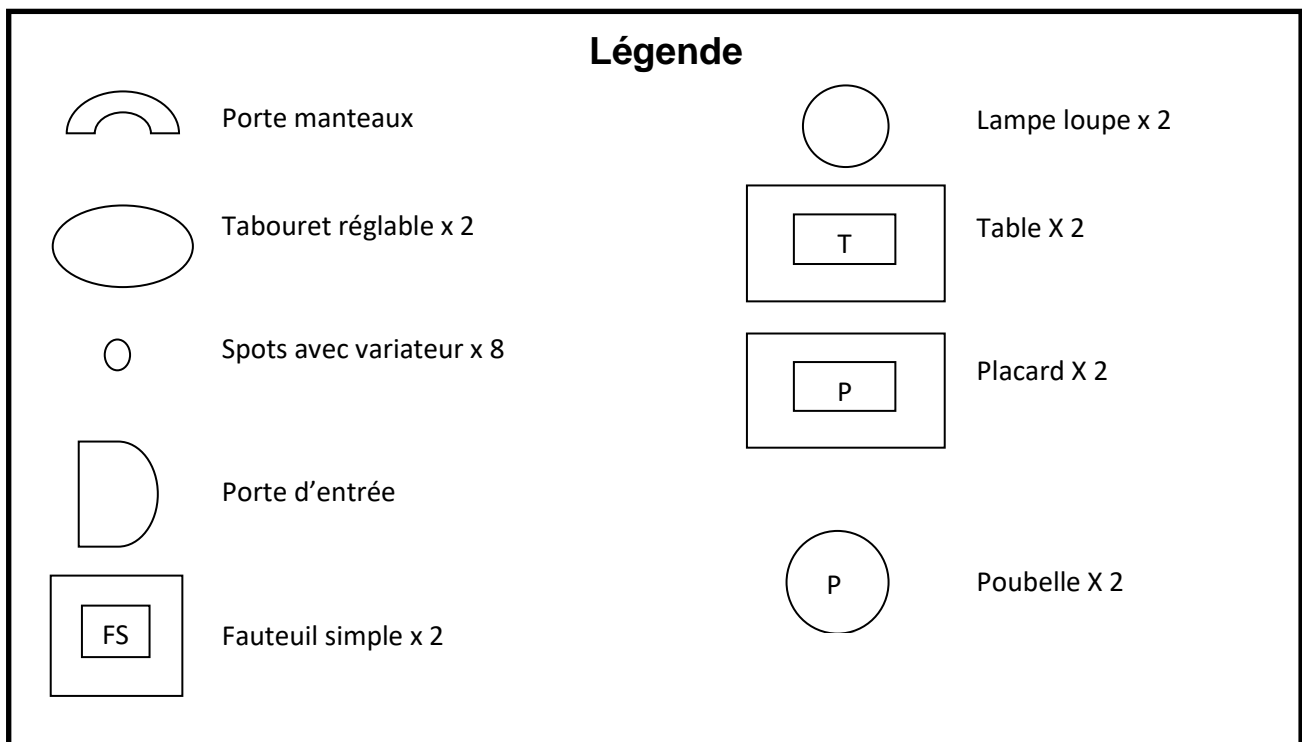 Légende
Porte manteaux
Tabouret réglable x 2
Spots avec variateur x 8
Porte d’entrée
FS
Fauteuil simple x 2
Lampe loupe x 2
T
Table X 2
P
Placard X 2
P
Poubelle X 2